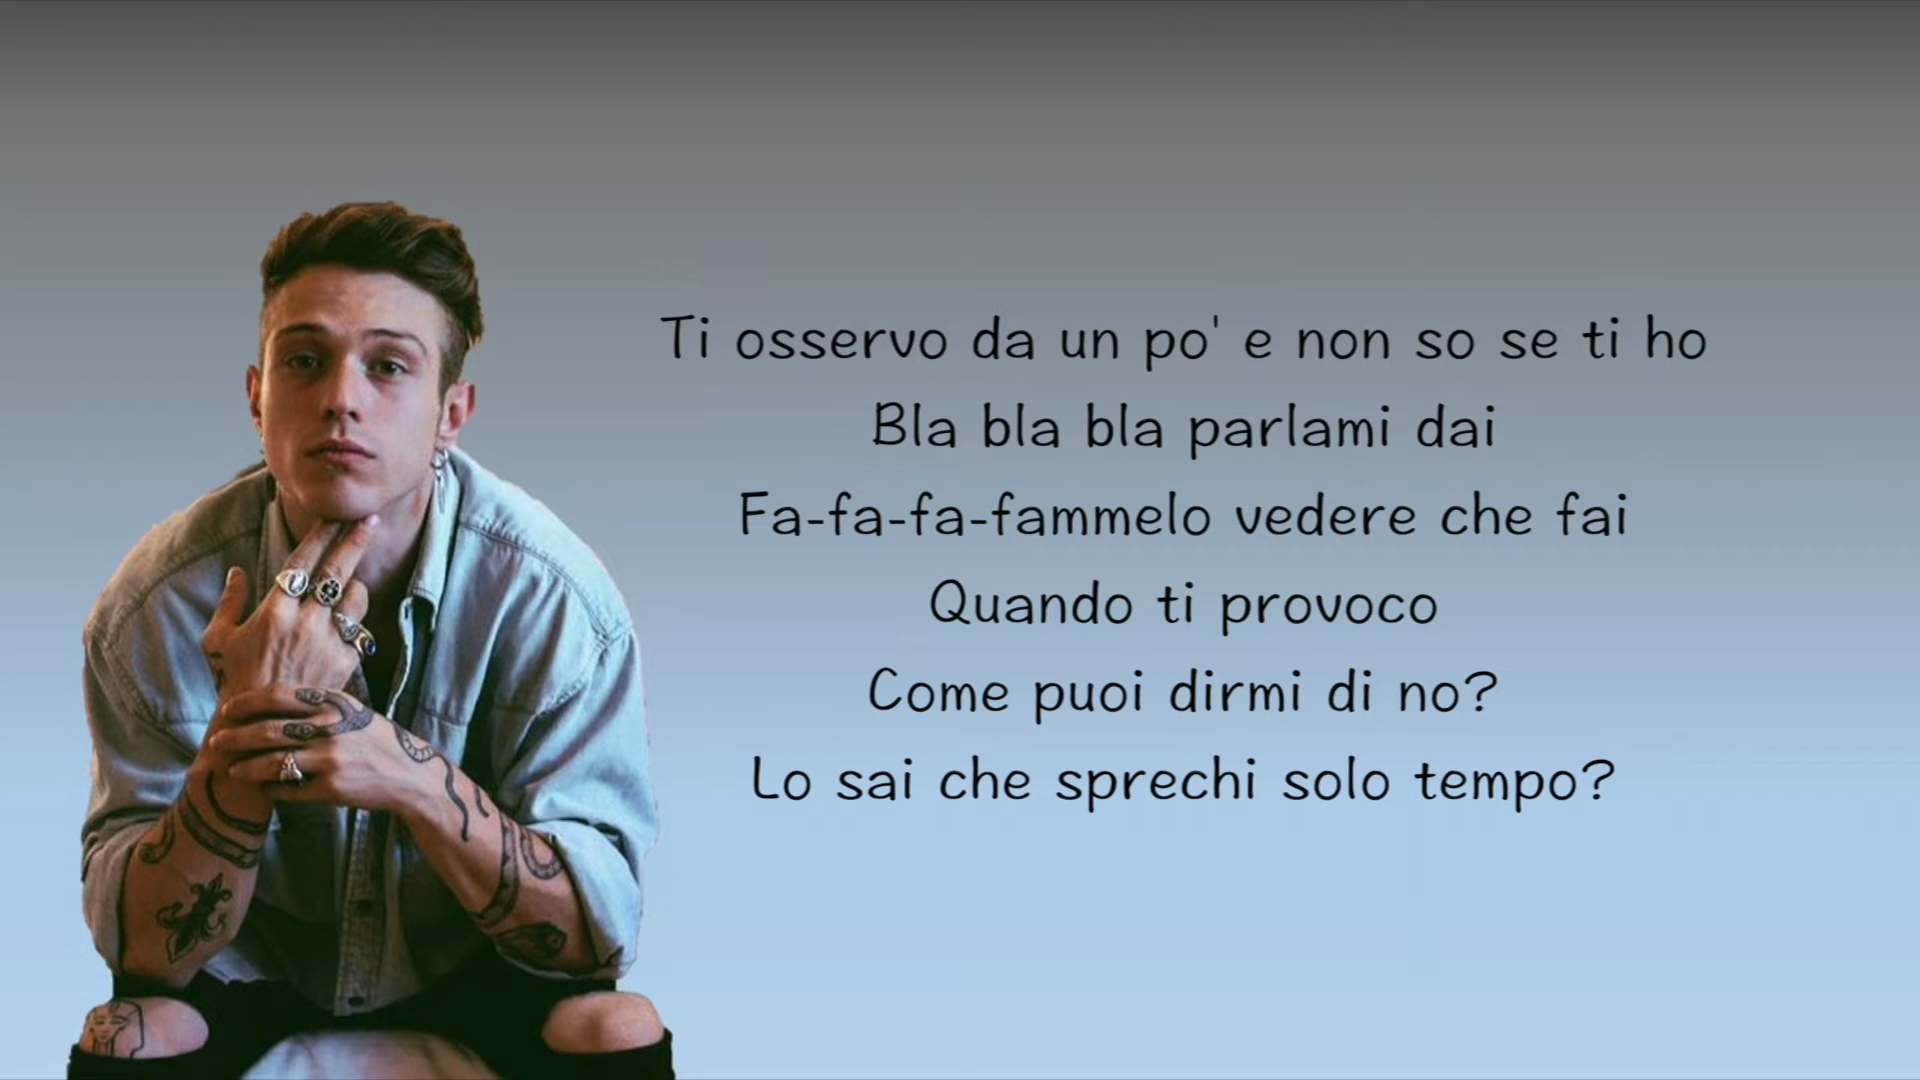 Ti osservo da un po' e non so se ti ho
Bla bla bla parlami dai
Fa-fa-fa-fammelo vedere che fai
Quando ti provoco
Come puoi dirmi di no?
Lo sai che sprechi solo tempo?